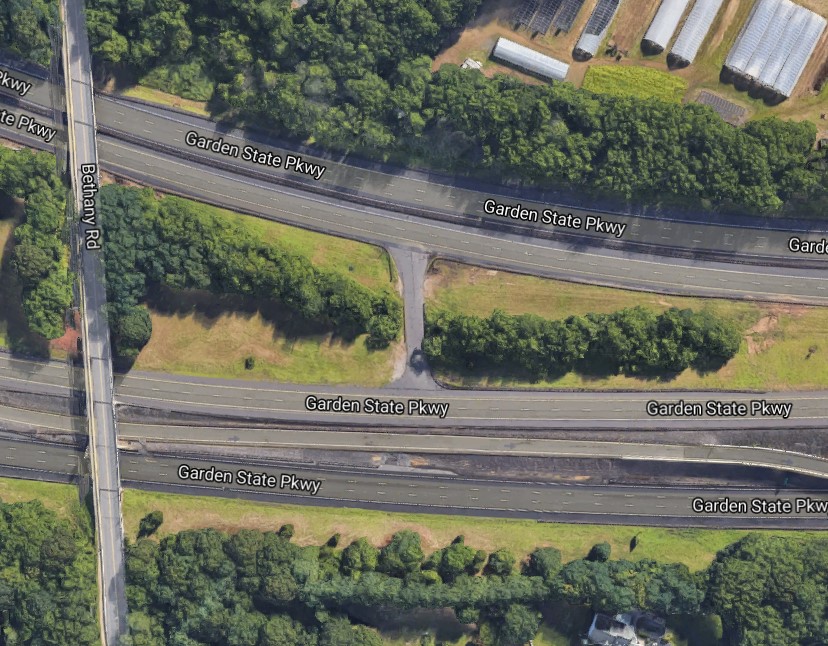 Pkwy
te Pkwy
Garden State Pkwy
Bethany Rd
Garden State Pkwy
Garde
Garden State Pkwy
Garden State Pkwy
Garden State Pkwy
Garden State Pkw